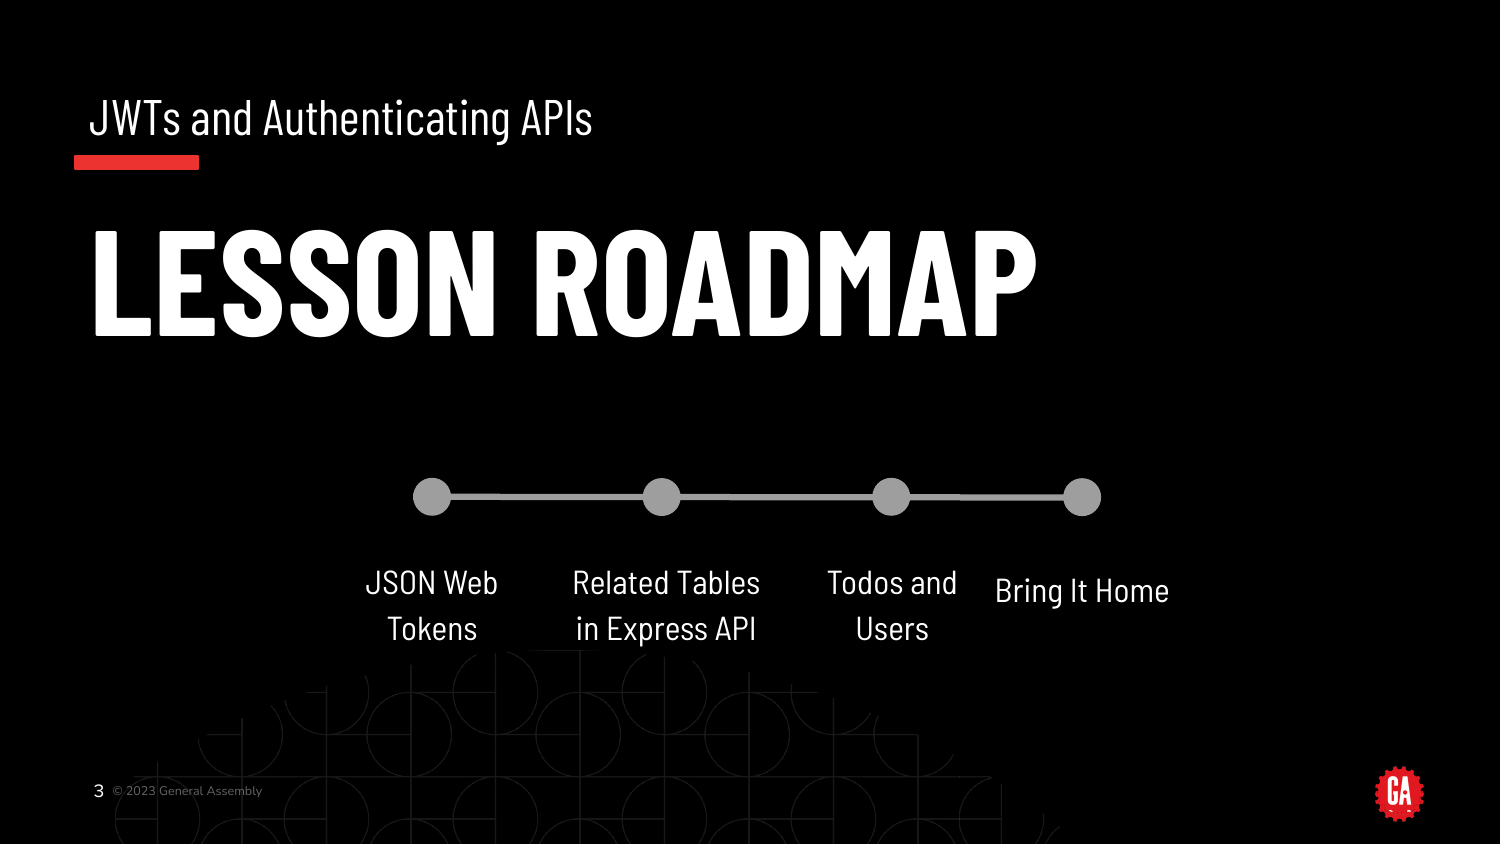 JWTs and Authenticating APIs
LESSON ROADMAP
JSON Web
Tokens
Related Tables
in Express API
Todos and
Users
Bring It Home
3 © 2023 General Assembly
GA